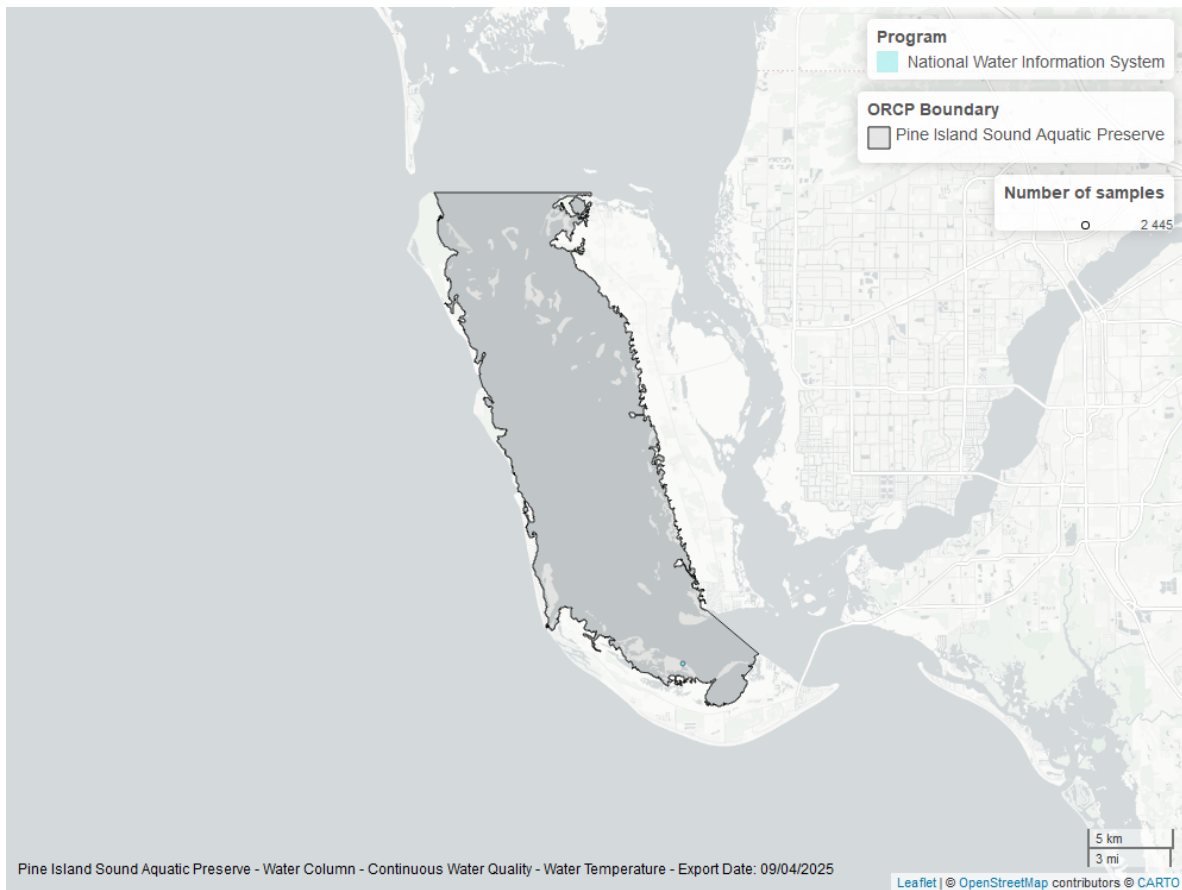 Program
National Water Information System
ORCP Boundary
Pine Island Sound Aquatic Preserve
Number of samples
2 445
5 km
3 mi
Pine Island Sound Aquatic Preserve - Water Column - Continuous Water Quality - Water Temperature - Export Date: 09/04/2025
Leaflet | © OpenStreetMap contributors © CARTO